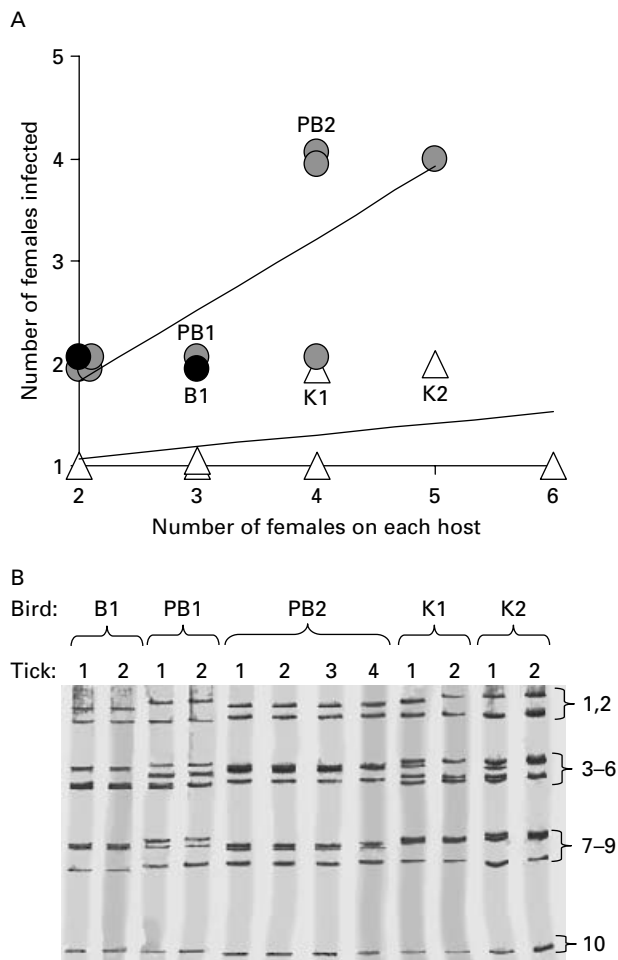 A
5
4
3
2
1
Number of females infected
PB2
PB1
B1
K1
K2
2 3 4 5 6
Number of females on each host
B
Bird: B1 PB1 PB2 K1 K2
Tick: 1 2 1 2 1 2 3 4 1 2 1 2
1,2
3–6
7–9
10